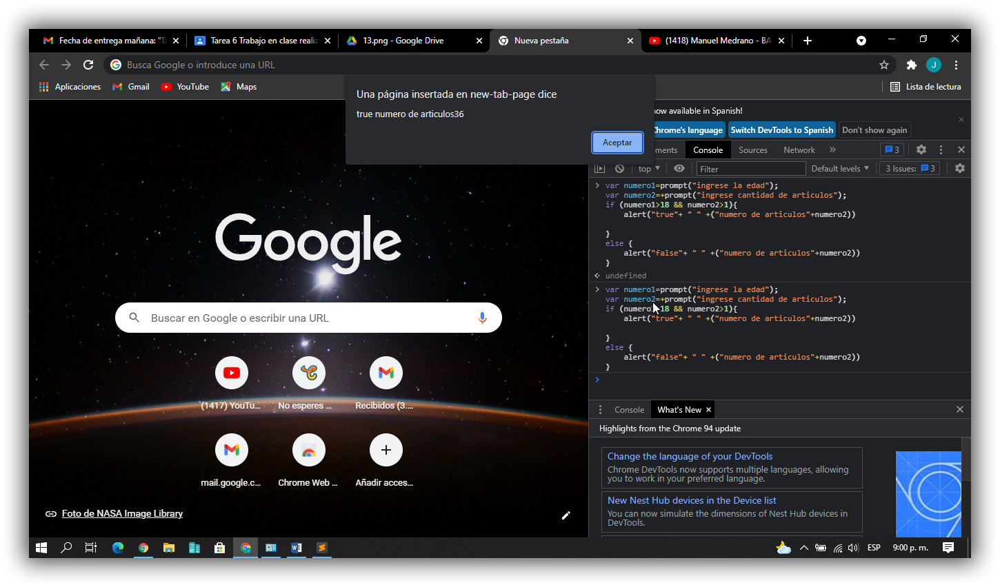 Fecha de entrega mañana: "Ta
Tarea 6 Trabajo en clase realiz
13.png - Google Drive
Nueva pestaña
(1418) Manuel Medrano - BA
Busca Google o introduce una URL
J
Aplicaciones
Gmail
YouTube
Maps
Lista de lectura
Una página insertada en new-tab-page dice
true numero de articulos36
Aceptar
now available in Spanish!
Chrome's language
Switch DevTools to Spanish
Don't show again
ments
Console
Sources
Network
3
top
Filter
Default levels
3 Issues:
3
var numero1=prompt("ingrese la edad");
var numero2=+prompt("ingrese cantidad de articulos");
if (numero1>18 && numero2>1){
alert("true"+ " " +("numero de articulos"+numero2))
}
else {
alert("false"+ " " +("numero de articulos"+numero2))
}
undefined
var numero1=prompt("ingrese la edad");
var numero2=+prompt("ingrese cantidad de articulos");
if (numero 18 && numero2>1){
alert("true"+ " " +("numero de articulos"+numero2))
}
else {
alert("false"+ " " +("numero de articulos"+numero2))
}
Google
Buscar en Google o escribir una URL
(1417) YouTu...
No esperes ...
Recibidos (3....
mail.google.c...
Chrome Web ...
Añadir acces...
Foto de NASA Image Library
Console
What's New
Highlights from the Chrome 94 update
Change the language of your DevTools
Chrome DevTools now supports multiple languages, allowing
you to work in your preferred language.
New Nest Hub devices in the Device list
You can now simulate the dimensions of Nest Hub devices in
DevTools.
ESP
9:00 p. m.